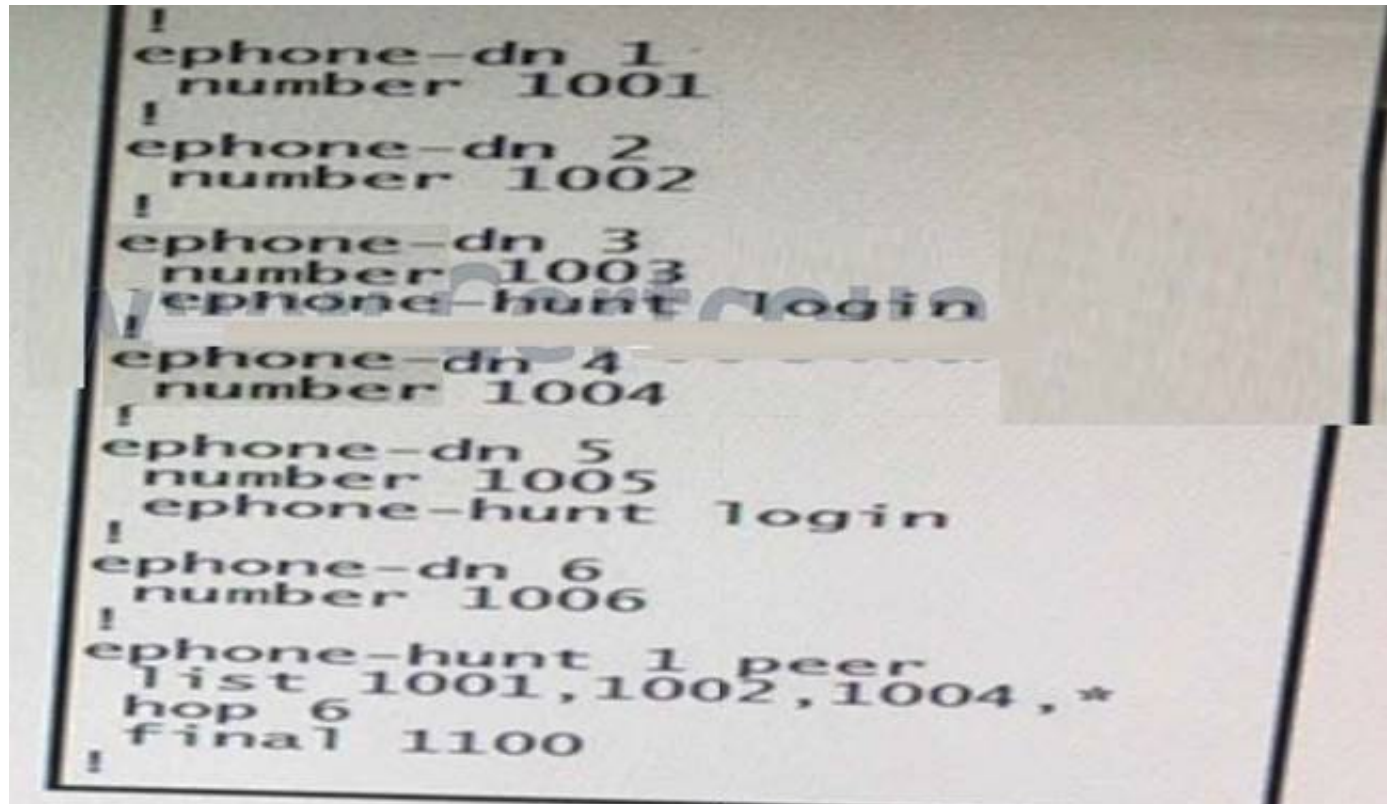 !
ephone-dn 1
number 1001
!
ephone-dn 2
number 1002
!
ephone-dn 3
number 1003
ephone-hunt login
!
ephone-dn 4
number 1004
!
ephone-dn 5
number 1005
ephone-hunt login
!
ephone-dn 6
number 1006
!
ephone-hunt 1 peer
list 1001,1002,1004,*
hop 6
final 1100
!